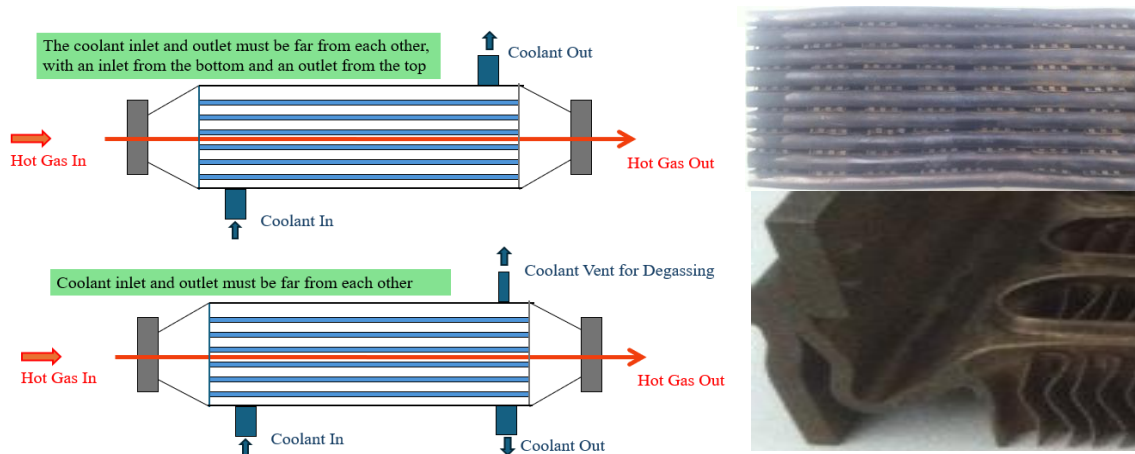 The coolant inlet and outlet must be far from each other,
with an inlet from the bottom and an outlet from the top
Coolant Out
Hot Gas In
Hot Gas Out
Coolant In
Coolant Vent for Degassing
Coolant inlet and outlet must be far from each other
Hot Gas In
Hot Gas Out
Coolant In
Coolant Out